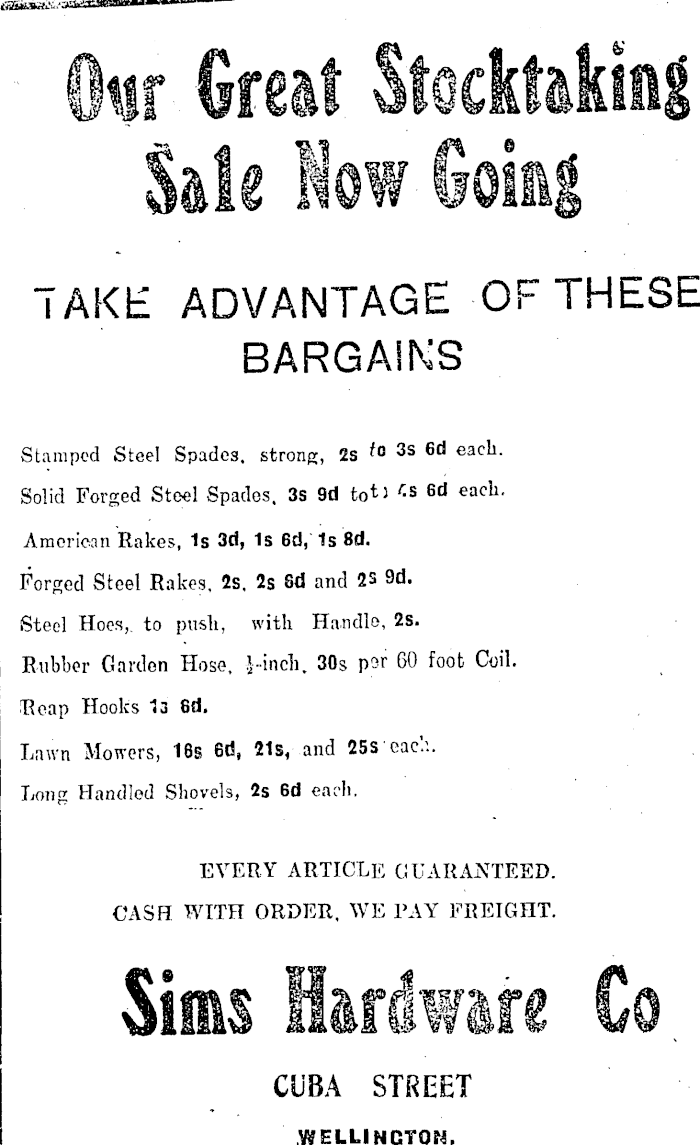 Our Great Stocktaking
Sale Now Going
TAKE ADVANTAGE OF THESE
BARGAINS
Stamped Steel Spades, strong, 2s to 3s 6d each.
Solid Forged Steel Spades, 3s 9d to 4s 6d each.
American Rakes, 1s 3d, 1s 6d, 1s 8d.
Forged Steel Rakes, 2s, 2s 6d and 2s 9d.
Steel Hoes, to push, with Handle, 2s.
Rubber Garden Hose, ½-inch, 30s per 60 foot Coil.
Reap Hooks 1s 6d.
Lawn Mowers, 16s 6d, 21s, and 25s each.
Long Handled Shovels, 2s 6d each.
EVERY ARTICLE GUARANTEED.
CASH WITH ORDER, WE PAY FREIGHT.
Sims Hardware Co
CUBA STREET
WELLINGTON.